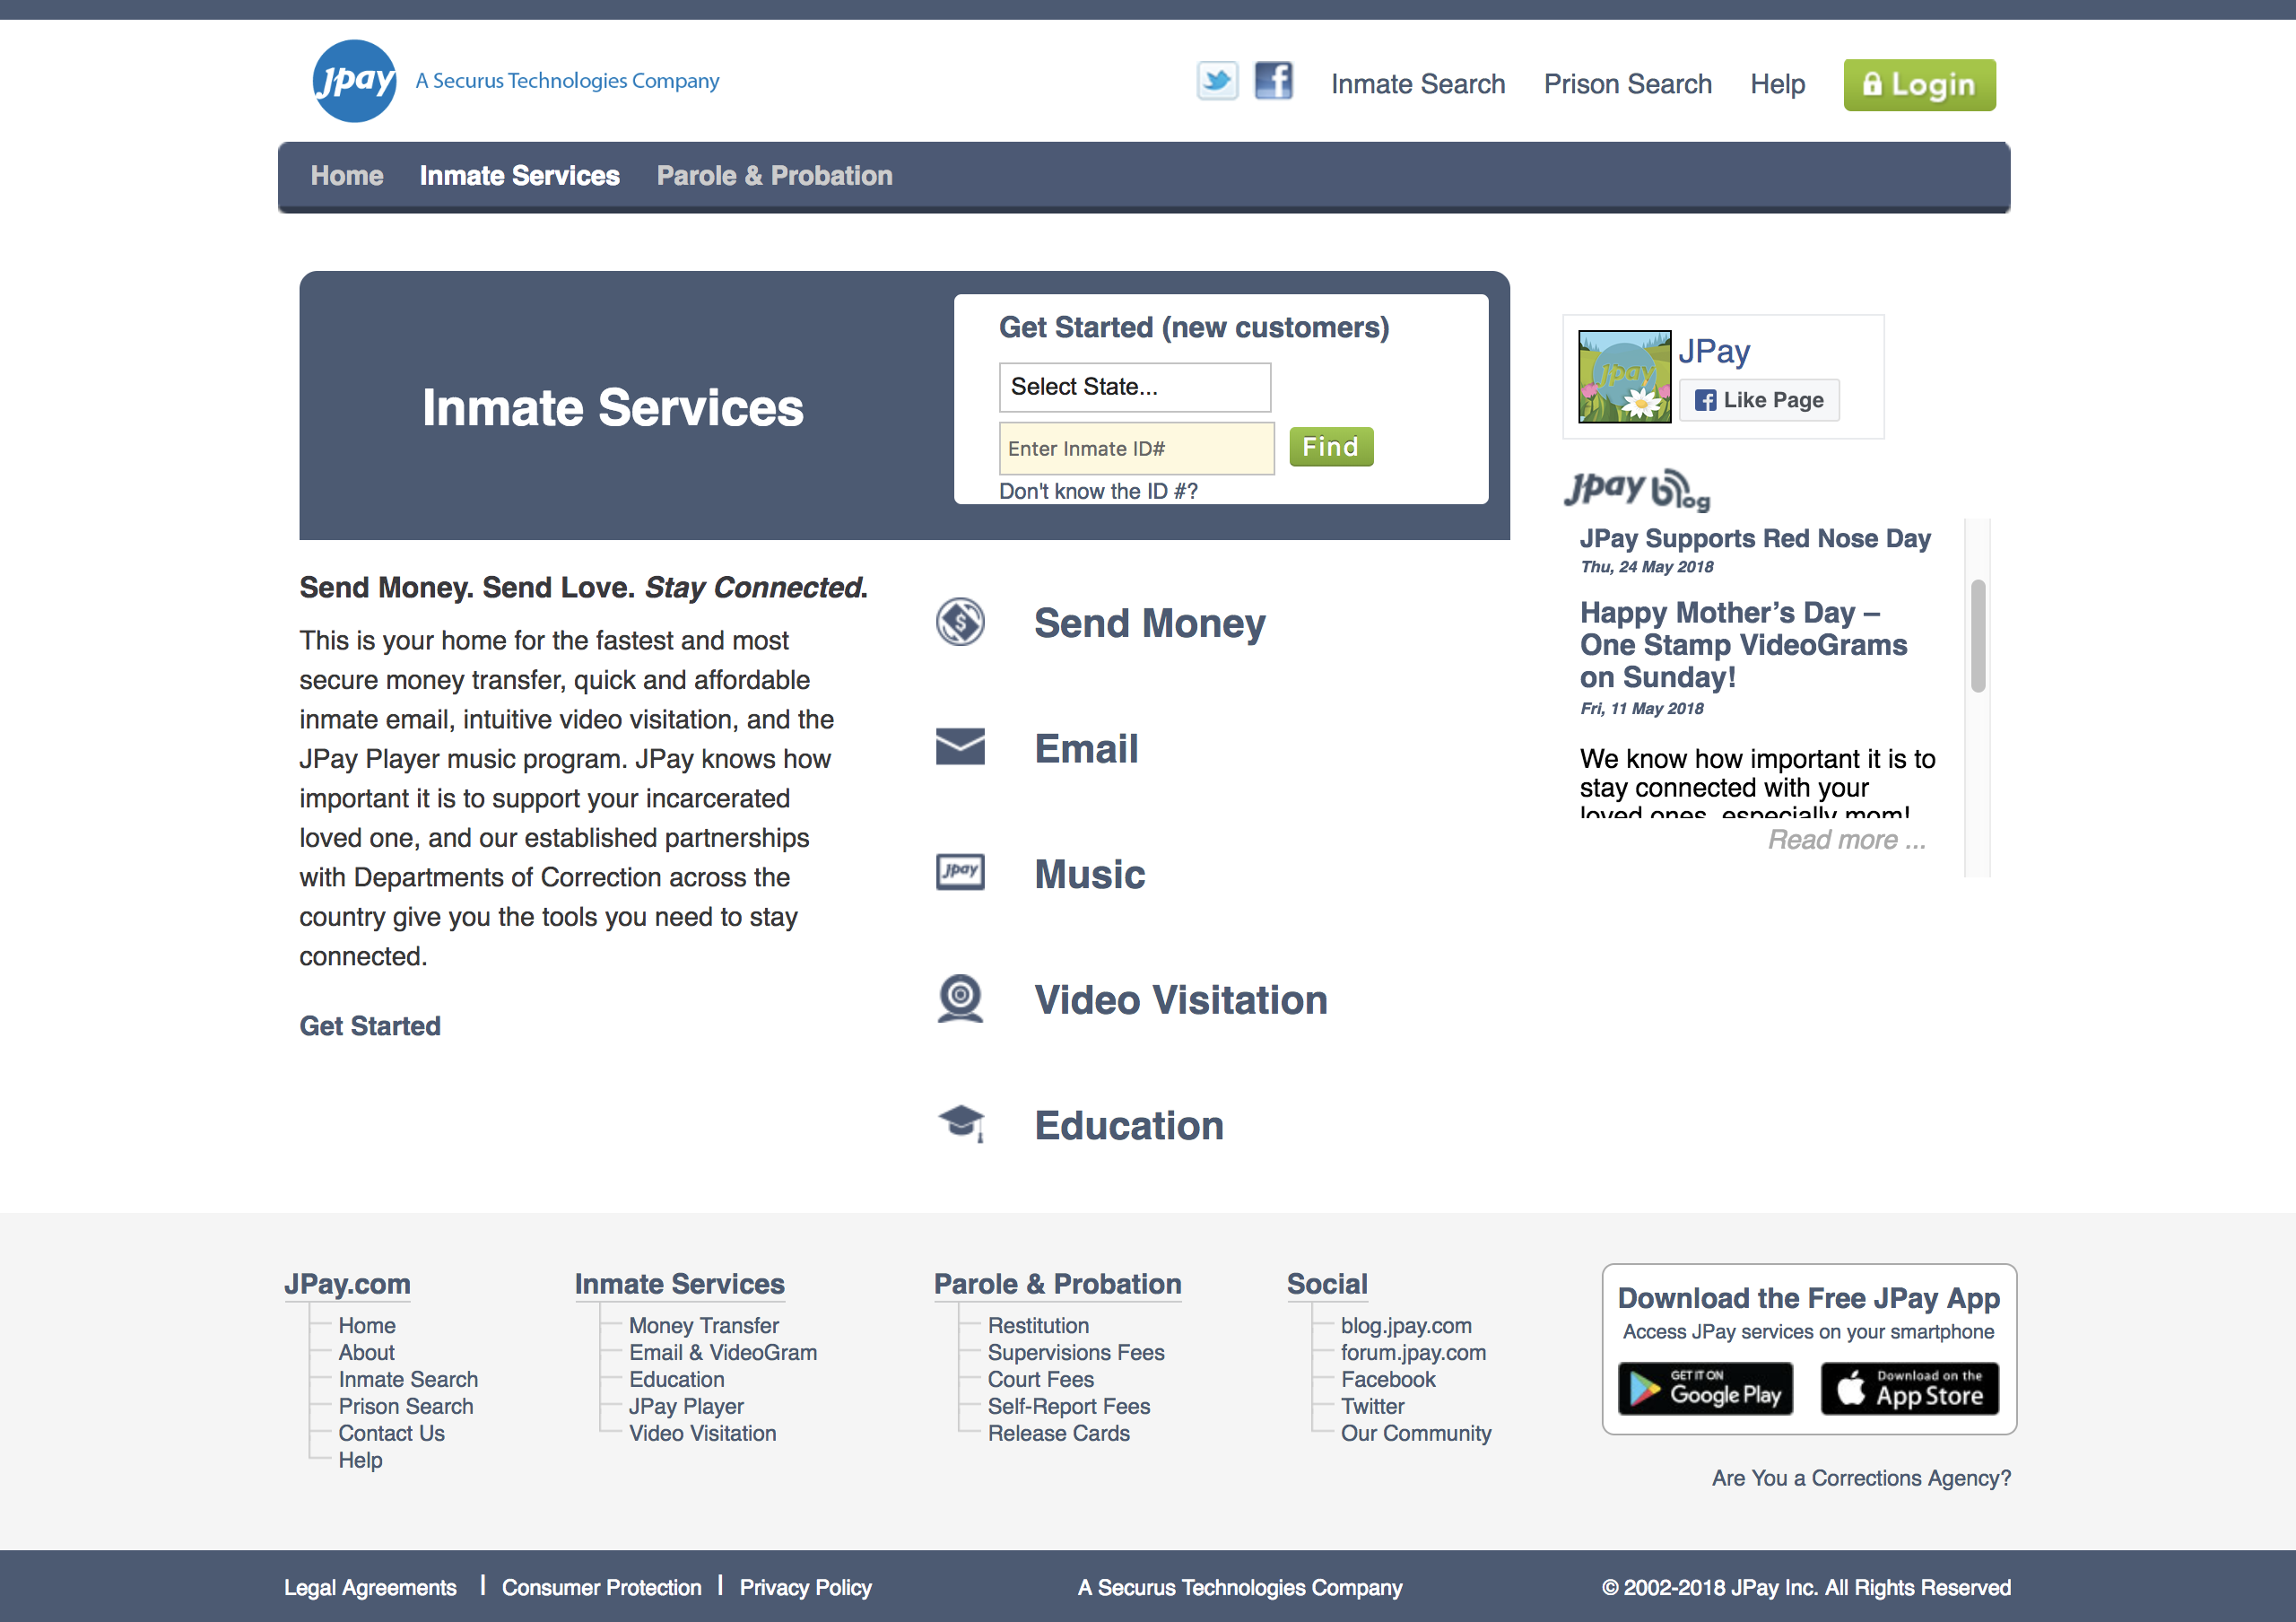 jpay A Securus Technologies Company
Inmate Search Prison Search Help Login
Home Inmate Services Parole & Probation
Inmate Services
Get Started (new customers)
Select State...
Enter Inmate ID# Find
Don't know the ID #?
jpay
JPay
Like Page
jpay blog
JPay Supports Red Nose Day
Thu, 24 May 2018
Happy Mother’s Day –
One Stamp VideoGrams
on Sunday!
Fri, 11 May 2018
We know how important it is to
stay connected with your
loved ones, especially mom!
Read more ...
Send Money. Send Love. Stay Connected.
This is your home for the fastest and most
secure money transfer, quick and affordable
inmate email, intuitive video visitation, and the
JPay Player music program. JPay knows how
important it is to support your incarcerated
loved one, and our established partnerships
with Departments of Correction across the
country give you the tools you need to stay
connected.
Get Started
$ Send Money
Email
jpay Music
Video Visitation
Education
JPay.com
Home
About
Inmate Search
Prison Search
Contact Us
Help
Inmate Services
Money Transfer
Email & VideoGram
Education
JPay Player
Video Visitation
Parole & Probation
Restitution
Supervisions Fees
Court Fees
Self-Report Fees
Release Cards
Social
blog.jpay.com
forum.jpay.com
Facebook
Twitter
Our Community
Download the Free JPay App
Access JPay services on your smartphone
GET IT ON
Google Play
Download on the
App Store
Are You a Corrections Agency?
Legal Agreements | Consumer Protection | Privacy Policy
A Securus Technologies Company
© 2002-2018 JPay Inc. All Rights Reserved